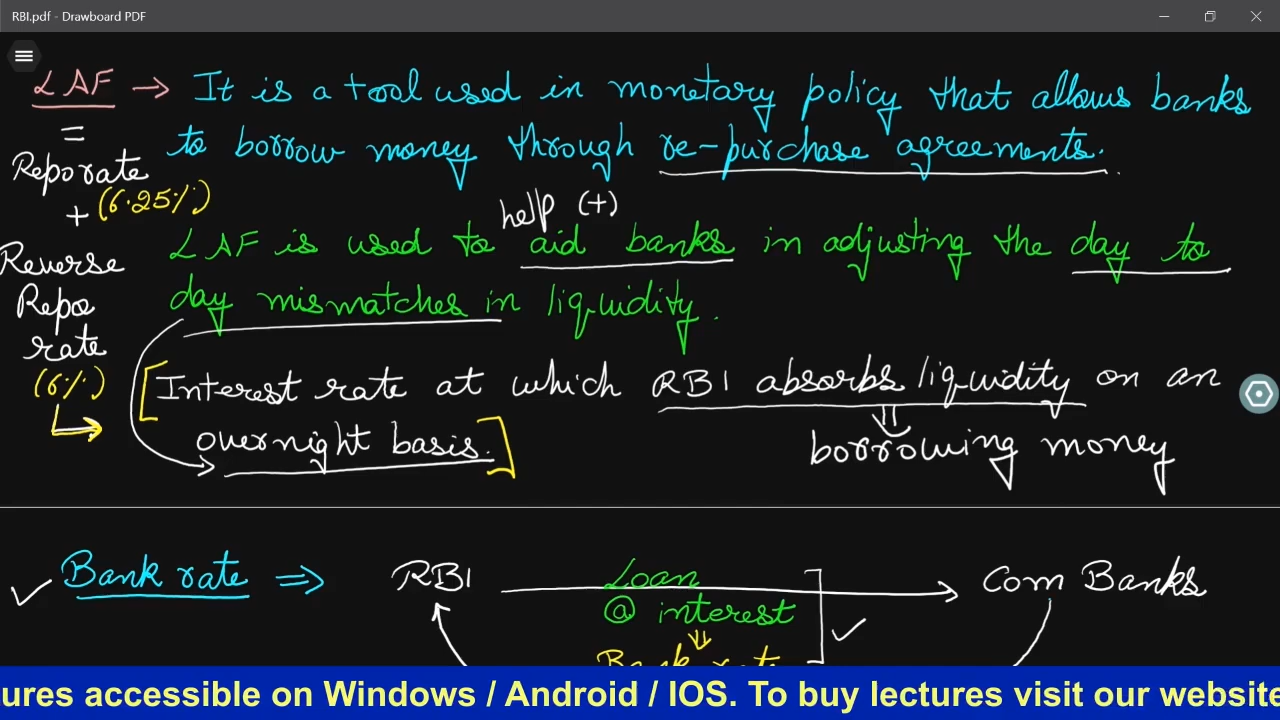 RBI.pdf - Drawboard PDF
LAF → It is a tool used in monetary policy that allows banks
to borrow money through re-purchase agreements.
=
Repo rate
+ (6.25%)
Reverse
Repo
rate
(6%)
help (+)
LAF is used to aid banks in adjusting the day to
day mismatches in liquidity.
[Interest rate at which RBI absorbs liquidity on an
overnight basis.]
borrowing money
Bank rate ⇒ RBI Loan Com Banks
@ interest
Bank rate
ures accessible on Windows / Android / IOS. To buy lectures visit our website